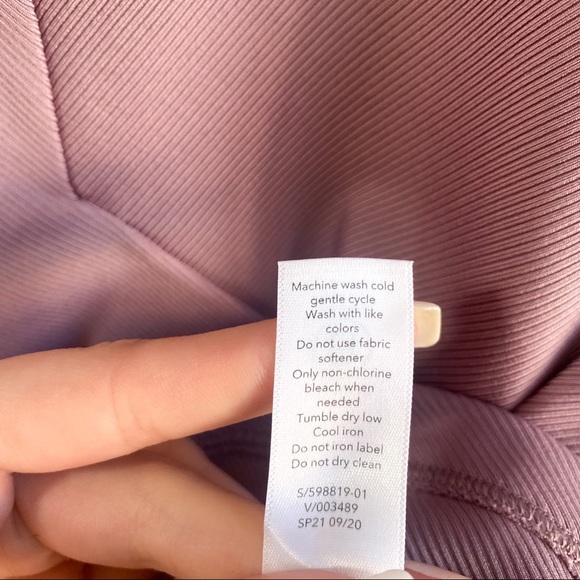 Machine wash cold
gentle cycle
Wash with like
colors
Do not use fabric
softener
Only non-chlorine
bleach when
needed
Tumble dry low
Cool iron
Do not iron label
Do not dry clean
S/598819-01
V/003489
SP21 09/20